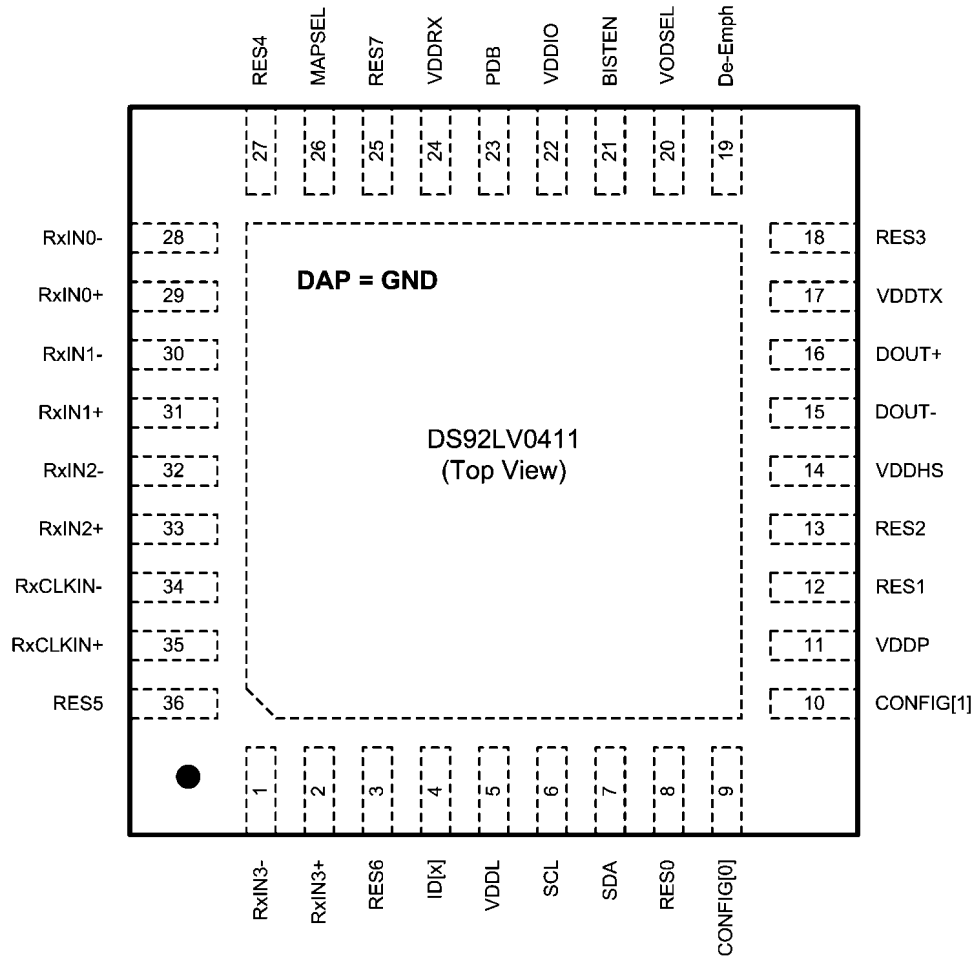 RES4
MAPSEL
RES7
VDDRX
PDB
VDDIO
BISTEN
VODSEL
De-Emph
27
26
25
24
23
22
21
20
19
RxIN0- 28
RxIN0+ 29
RxIN1- 30
RxIN1+ 31
RxIN2- 32
RxIN2+ 33
RxCLKIN- 34
RxCLKIN+ 35
RES5 36
DAP = GND
DS92LV0411
(Top View)
18 RES3
17 VDDTX
16 DOUT+
15 DOUT-
14 VDDHS
13 RES2
12 RES1
11 VDDP
10 CONFIG[1]
1
2
3
4
5
6
7
8
9
RxIN3-
RxIN3+
RES6
ID[x]
VDDL
SCL
SDA
RES0
CONFIG[0]